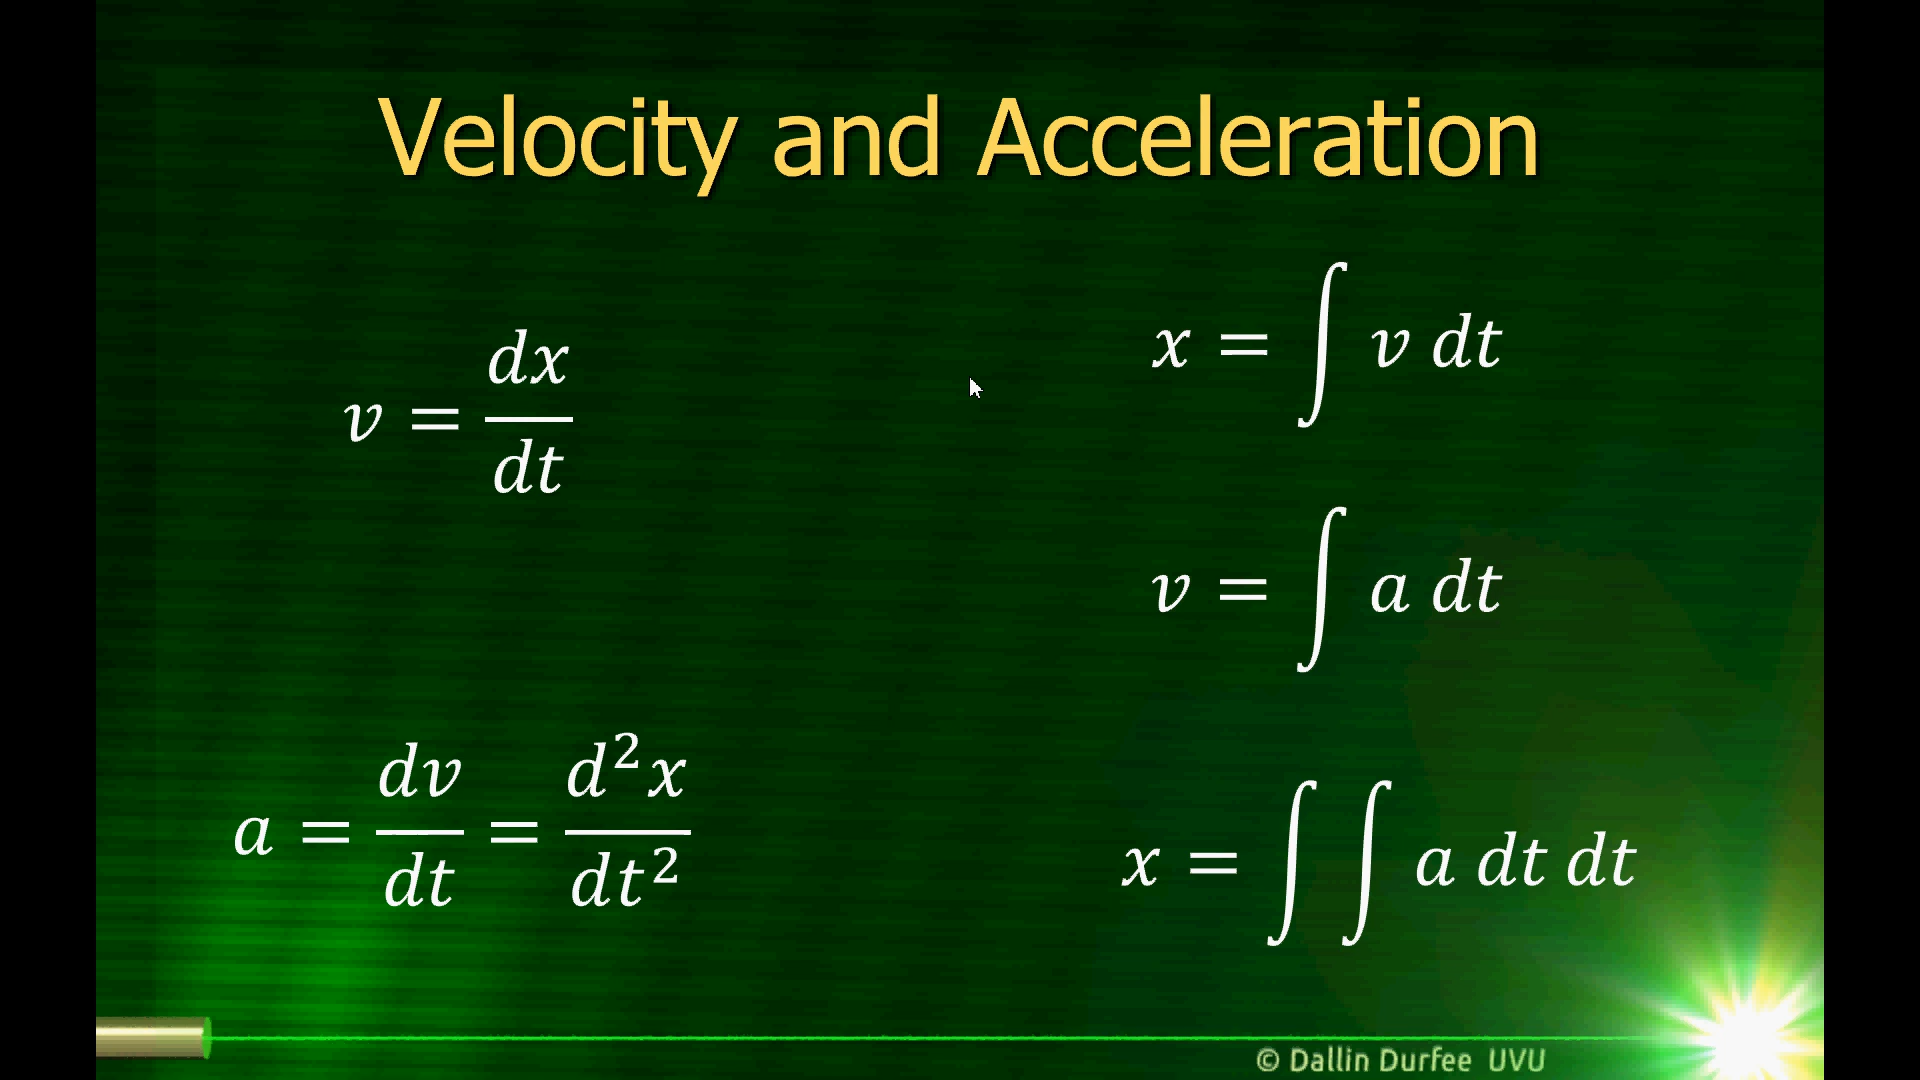 Velocity and Acceleration
v = dx/dt
a = dv/dt = d²x/dt²
x = ∫ v dt
v = ∫ a dt
x = ∫ ∫ a dt dt
© Dallin Durfee UVU